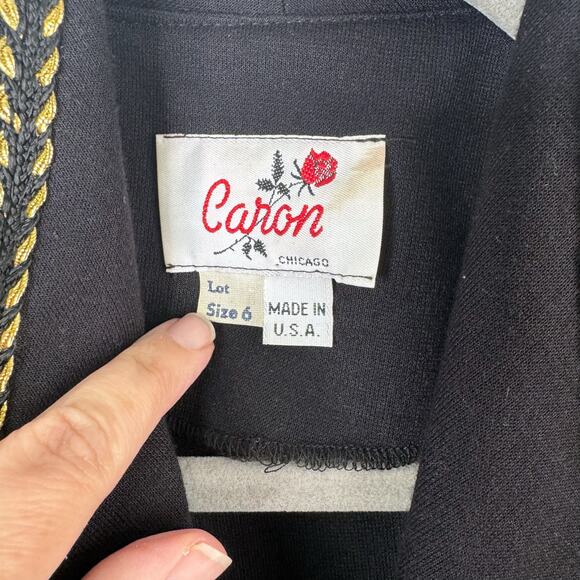 Caron
CHICAGO
Lot
Size 6
MADE IN
U.S.A.